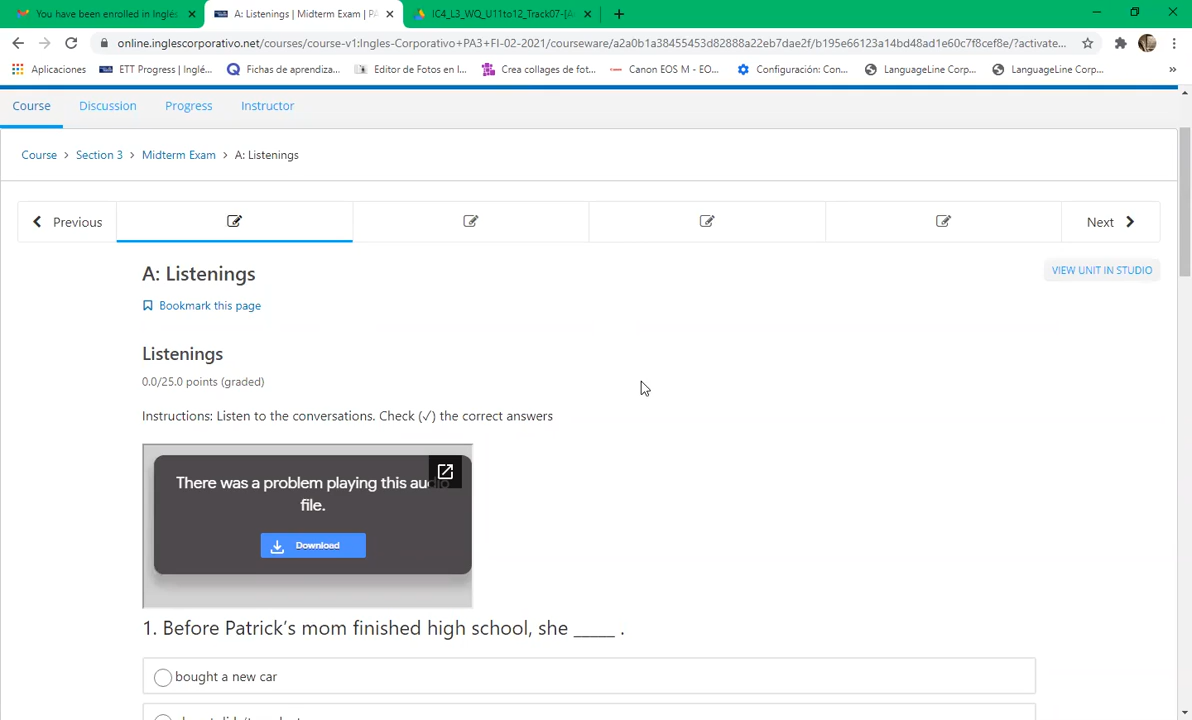 You have been enrolled in Inglés
A: Listenings | Midterm Exam | PA
IC4_L3_WQ_U11to12_Track07-[A
online.inglescorporativo.net/courses/course-v1:Ingles-Corporativo+PA3+FI-02-2021/courseware/a2a0b1a38455453d82888a22eb7dae2f/b195e66123a14bd48ad1e60c7f8cef8e/?activate...
Aplicaciones ETT Progress | Inglé... Fichas de aprendiza... Editor de Fotos en l... Crea collages de fot... Canon EOS M - EO... Configuración: Con... LanguageLine Corp... LanguageLine Corp... »
Course Discussion Progress Instructor
Course > Section 3 > Midterm Exam > A: Listenings
Previous Next
A: Listenings
VIEW UNIT IN STUDIO
Bookmark this page
Listenings
0.0/25.0 points (graded)
Instructions: Listen to the conversations. Check (✓) the correct answers
There was a problem playing this audio
file.
Download
1. Before Patrick's mom finished high school, she _____ .
bought a new car